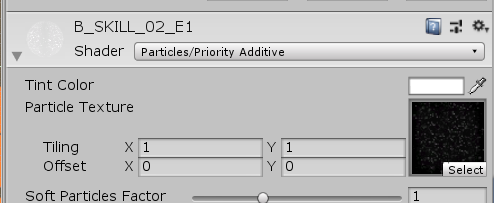 B_SKILL_02_E1
Shader Particles/Priority Additive
Tint Color
Particle Texture
Tiling X 1 Y 1
Offset X 0 Y 0
Select
Soft Particles Factor 1